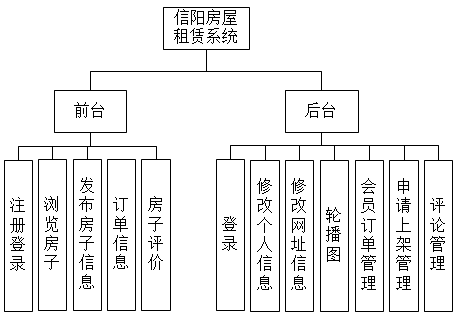 信阳房屋
租赁系统
前台
后台
注册登录
浏览房子
发布房子信息
订单信息
房子评价
登录
修改个人信息
修改网址信息
轮播图
会员订单管理
申请上架管理
评论管理